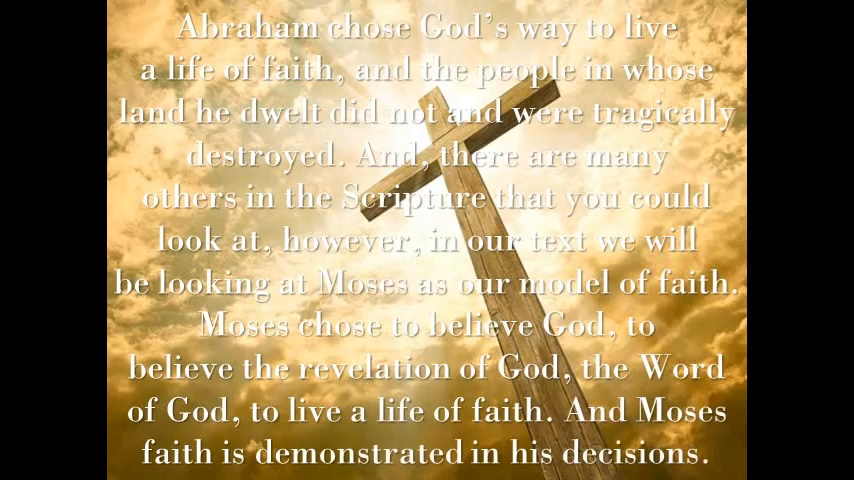 Abraham chose God's way to live
a life of faith, and the people in whose
land he dwelt did not and were tragically
destroyed. And, there are many
others in the Scripture that you could
look at, however, in our text we will
be looking at Moses as our model of faith.
Moses chose to believe God, to
believe the revelation of God, the Word
of God, to live a life of faith. And Moses
faith is demonstrated in his decisions.